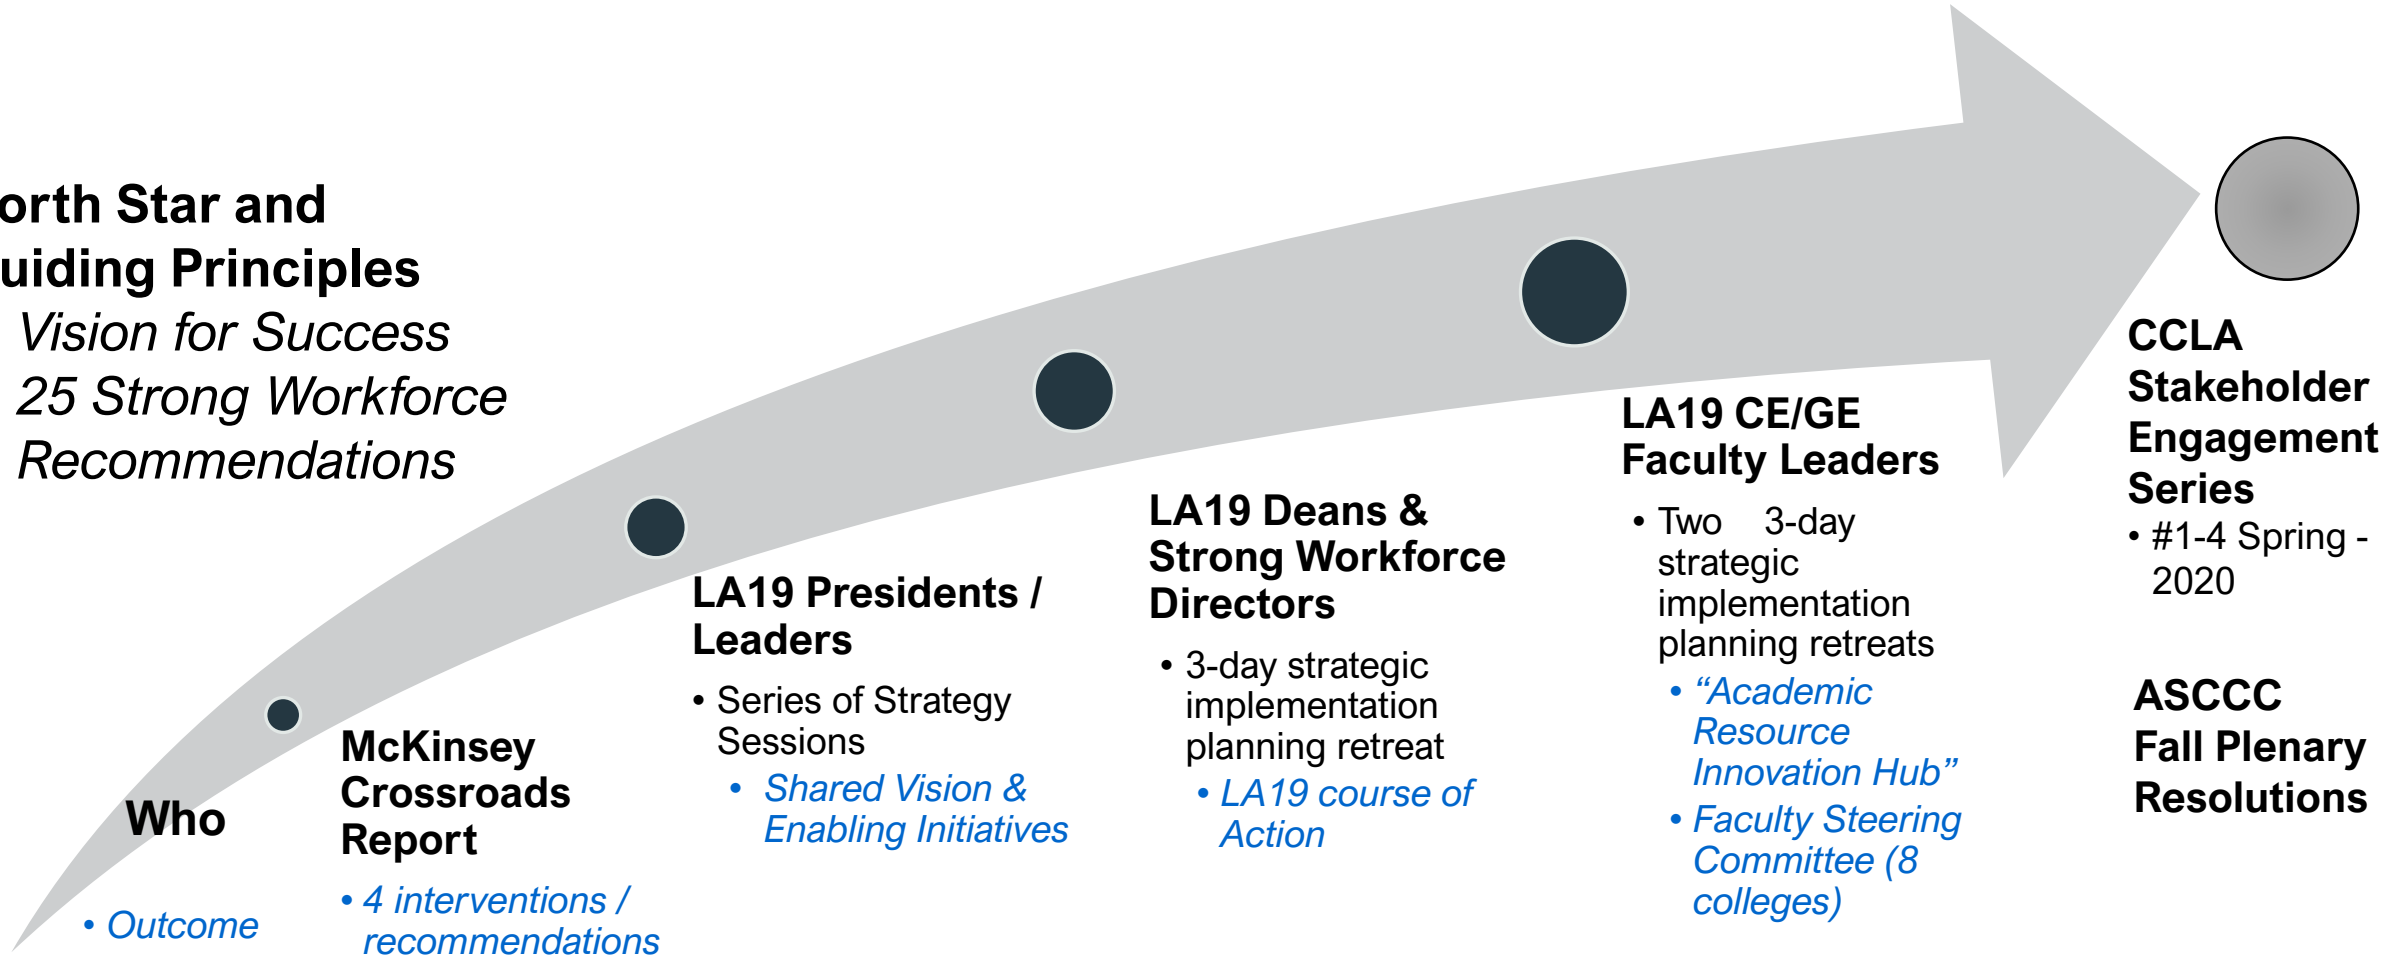 orth Star and
uiding Principles
Vision for Success
25 Strong Workforce
Recommendations
Who
• Outcome
McKinsey
Crossroads
Report
• 4 interventions /
recommendations
LA19 Presidents /
Leaders
• Series of Strategy
Sessions
• Shared Vision &
Enabling Initiatives
LA19 Deans &
Strong Workforce
Directors
• 3-day strategic
implementation
planning retreat
• LA19 course of
Action
LA19 CE/GE
Faculty Leaders
• Two 3-day
strategic
implementation
planning retreats
• “Academic
Resource
Innovation Hub”
• Faculty Steering
Committee (8
colleges)
CCLA
Stakeholder
Engagement
Series
• #1-4 Spring -
2020
ASCCC
Fall Plenary
Resolutions